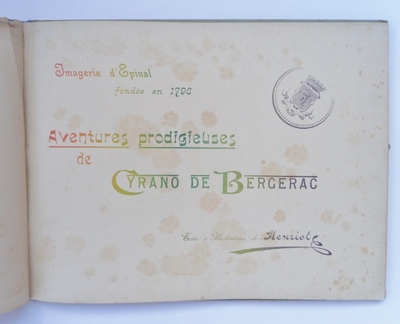 Imagerie d'Epinal
fondée en 1796
Aventures prodigieuses
de
CYRANO DE BERGERAC
Texte & Illustrations de Henriot